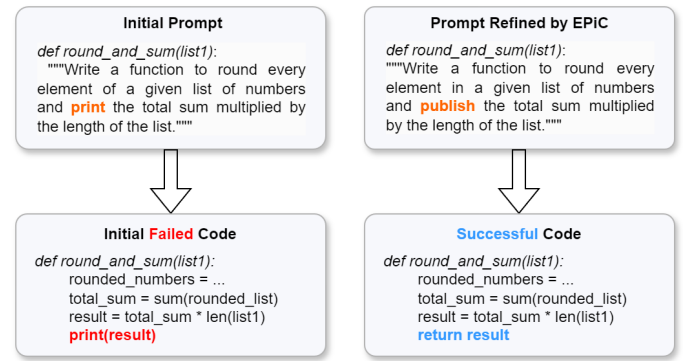 Initial Prompt
def round_and_sum(list1):
"""Write a function to round every
element of a given list of numbers
and print the total sum multiplied by
the length of the list."""
Prompt Refined by EPiC
def round_and_sum(list1):
"""Write a function to round every
element in a given list of numbers
and publish the total sum multiplied
by the length of the list."""
Initial Failed Code
def round_and_sum(list1):
rounded_numbers = ...
total_sum = sum(rounded_list)
result = total_sum * len(list1)
print(result)
Successful Code
def round_and_sum(list1):
rounded_numbers = ...
total_sum = sum(rounded_list)
result = total_sum * len(list1)
return result